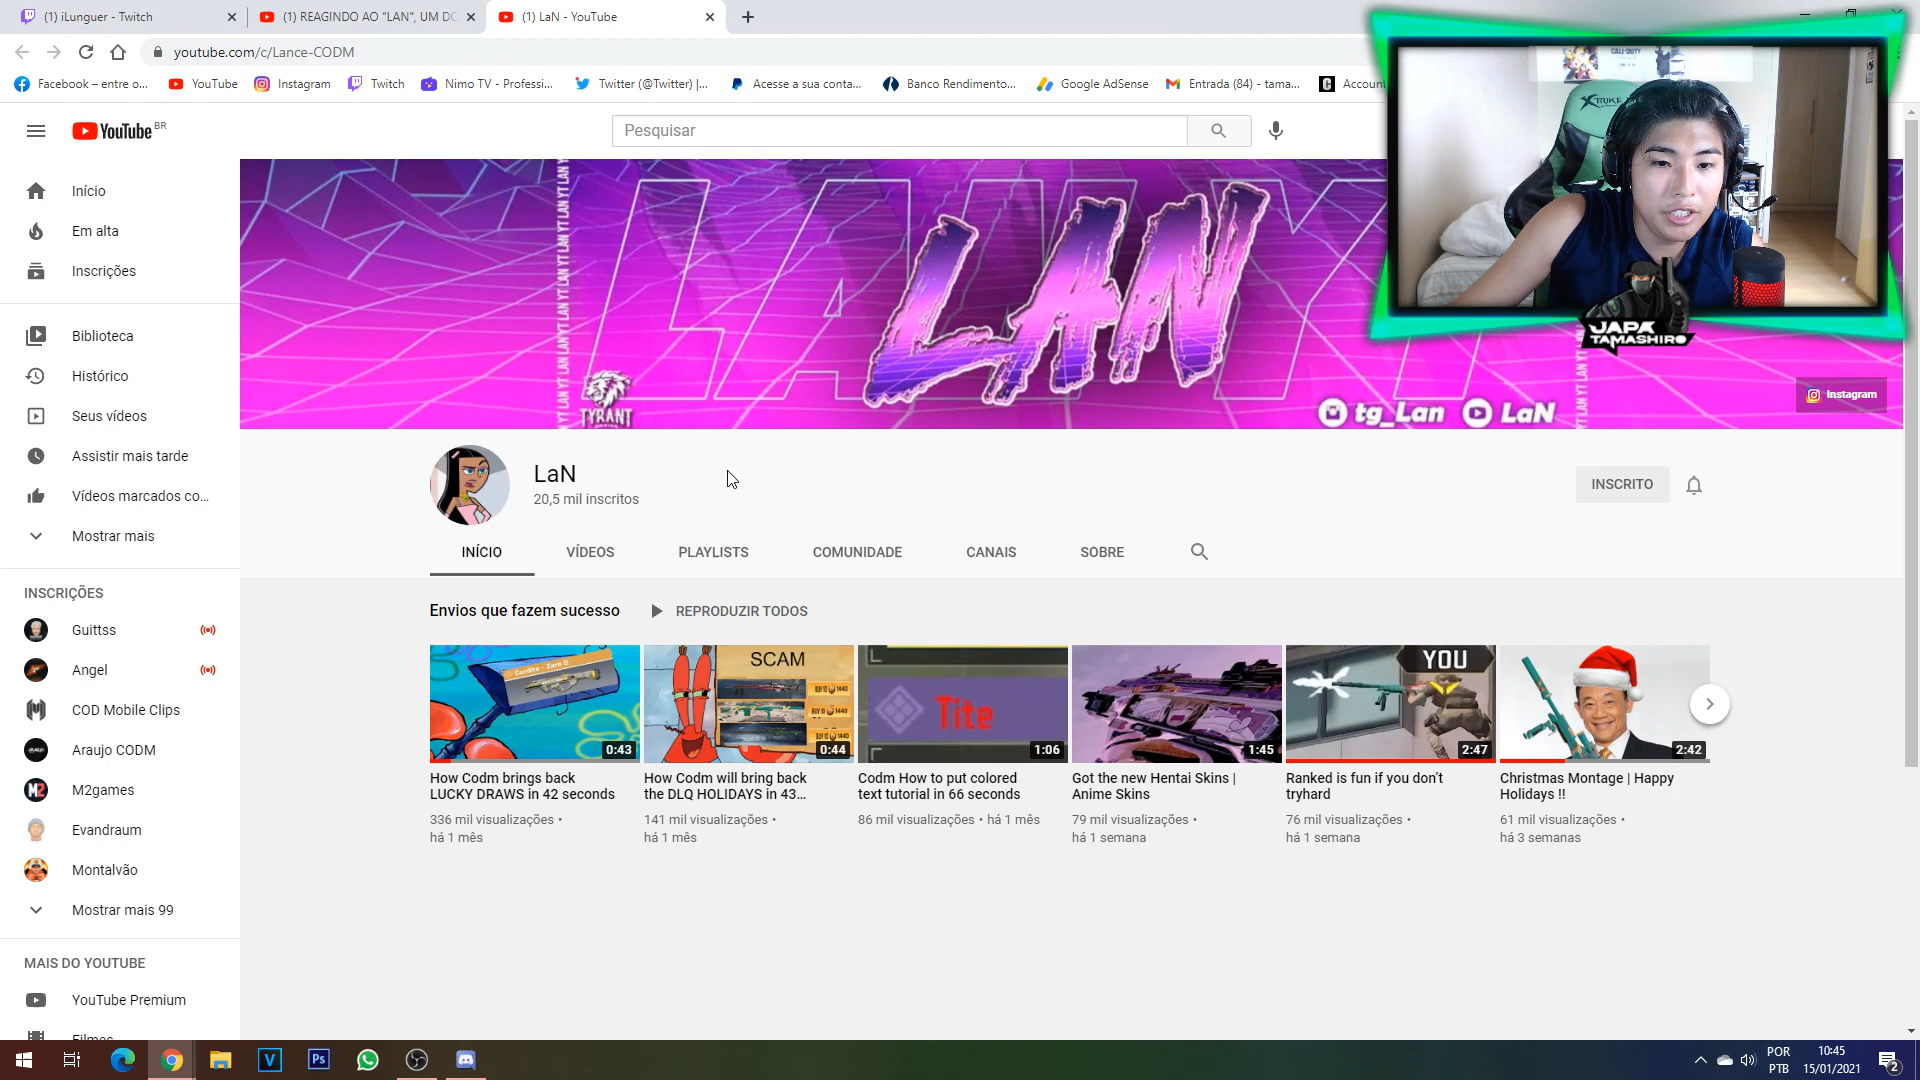 (1) iLunguer - Twitch
(1) REAGINDO AO "LAN", UM DO
(1) LaN - YouTube
youtube.com/c/Lance-CODM
Facebook – entre o...
YouTube
Instagram
Twitch
Nimo TV - Professi...
Twitter (@Twitter) |...
Acesse a sua conta...
Banco Rendimento...
Google AdSense
Entrada (84) - tama...
Account
YouTube BR
Pesquisar
Início
Em alta
Inscrições
Biblioteca
Histórico
Seus vídeos
Assistir mais tarde
Vídeos marcados co...
Mostrar mais
INSCRIÇÕES
Guittss
Angel
COD Mobile Clips
Araujo CODM
M2games
Evandraum
Montalvão
Mostrar mais 99
MAIS DO YOUTUBE
YouTube Premium
Filmes
LAN
TYRANT
tg_Lan
LaN
Instagram
JAPA
TAMASHIRO
LaN
20,5 mil inscritos
INSCRITO
INÍCIO
VÍDEOS
PLAYLISTS
COMUNIDADE
CANAIS
SOBRE
Envios que fazem sucesso
REPRODUZIR TODOS
Cordite - Zero G
0:43
How Codm brings back
LUCKY DRAWS in 42 seconds
336 mil visualizações •
há 1 mês
SCAM
0:44
How Codm will bring back
the DLQ HOLIDAYS in 43...
141 mil visualizações •
há 1 mês
Tite
1:06
Codm How to put colored
text tutorial in 66 seconds
86 mil visualizações • há 1 mês
1:45
Got the new Hentai Skins |
Anime Skins
79 mil visualizações •
há 1 semana
YOU
2:47
Ranked is fun if you don't
tryhard
76 mil visualizações •
há 1 semana
2:42
Christmas Montage | Happy
Holidays !!
61 mil visualizações •
há 3 semanas
POR
PTB
10:45
15/01/2021
2